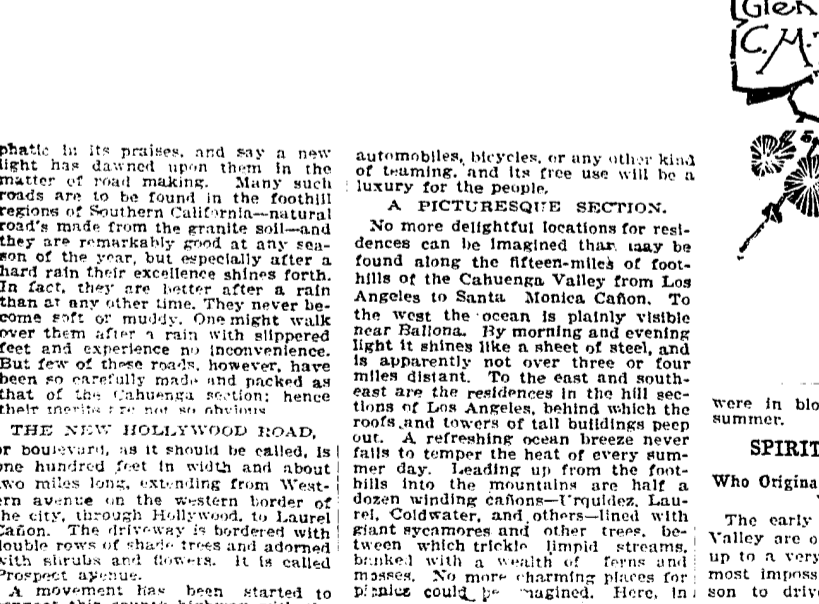 phatic in its praises, and say a new
light has dawned upon them in the
matter of road making. Many such
roads are to be found in the foothill
regions of Southern California—natural
road's made from the granite soil—and
they are remarkably good at any sea-
son of the year, but especially after a
hard rain their excellence shines forth.
In fact, they are better after a rain
than at any other time. They never be-
come soft or muddy. One might walk
over them after a rain with slippered
feet and experience no inconvenience.
But few of these roads, however, have
been so carefully made and packed as
that of the Cahuenga section; hence
their merits are not so obvious
THE NEW HOLLYWOOD ROAD,
or boulevard, as it should be called, is
one hundred feet in width and about
two miles long, extending from West-
ern avenue on the western border of
the city, through Hollywood, to Laurel
Cañon. The driveway is bordered with
double rows of shade trees and adorned
with shrubs and flowers. It is called
Prospect avenue.
A movement has been started to
automobiles, bicycles, or any other kind
of teaming, and its free use will be a
luxury for the people.
A PICTURESQUE SECTION.
No more delightful locations for resi-
dences can be imagined than may be
found along the fifteen-miles of foot-
hills of the Cahuenga Valley from Los
Angeles to Santa Monica Cañon. To
the west the ocean is plainly visible
near Ballona. By morning and evening
light it shines like a sheet of steel, and
is apparently not over three or four
miles distant. To the east and south-
east are the residences in the hill sec-
tions of Los Angeles, behind which the
roofs and towers of tall buildings peep
out. A refreshing ocean breeze never
fails to temper the heat of every sum-
mer day. Leading up from the foot-
hills into the mountains are half a
dozen winding cañons—Urquidez, Lau-
rel, Coldwater, and others—lined with
giant sycamores and other trees, be-
tween which trickle limpid streams,
banked with a wealth of ferns and
mosses. No more charming places for
picnics could be imagined. Here, in
Glen
C. M.
were in blo
summer.
SPIRIT
Who Origina
The early
Valley are o
up to a very
most imposs
son to driv